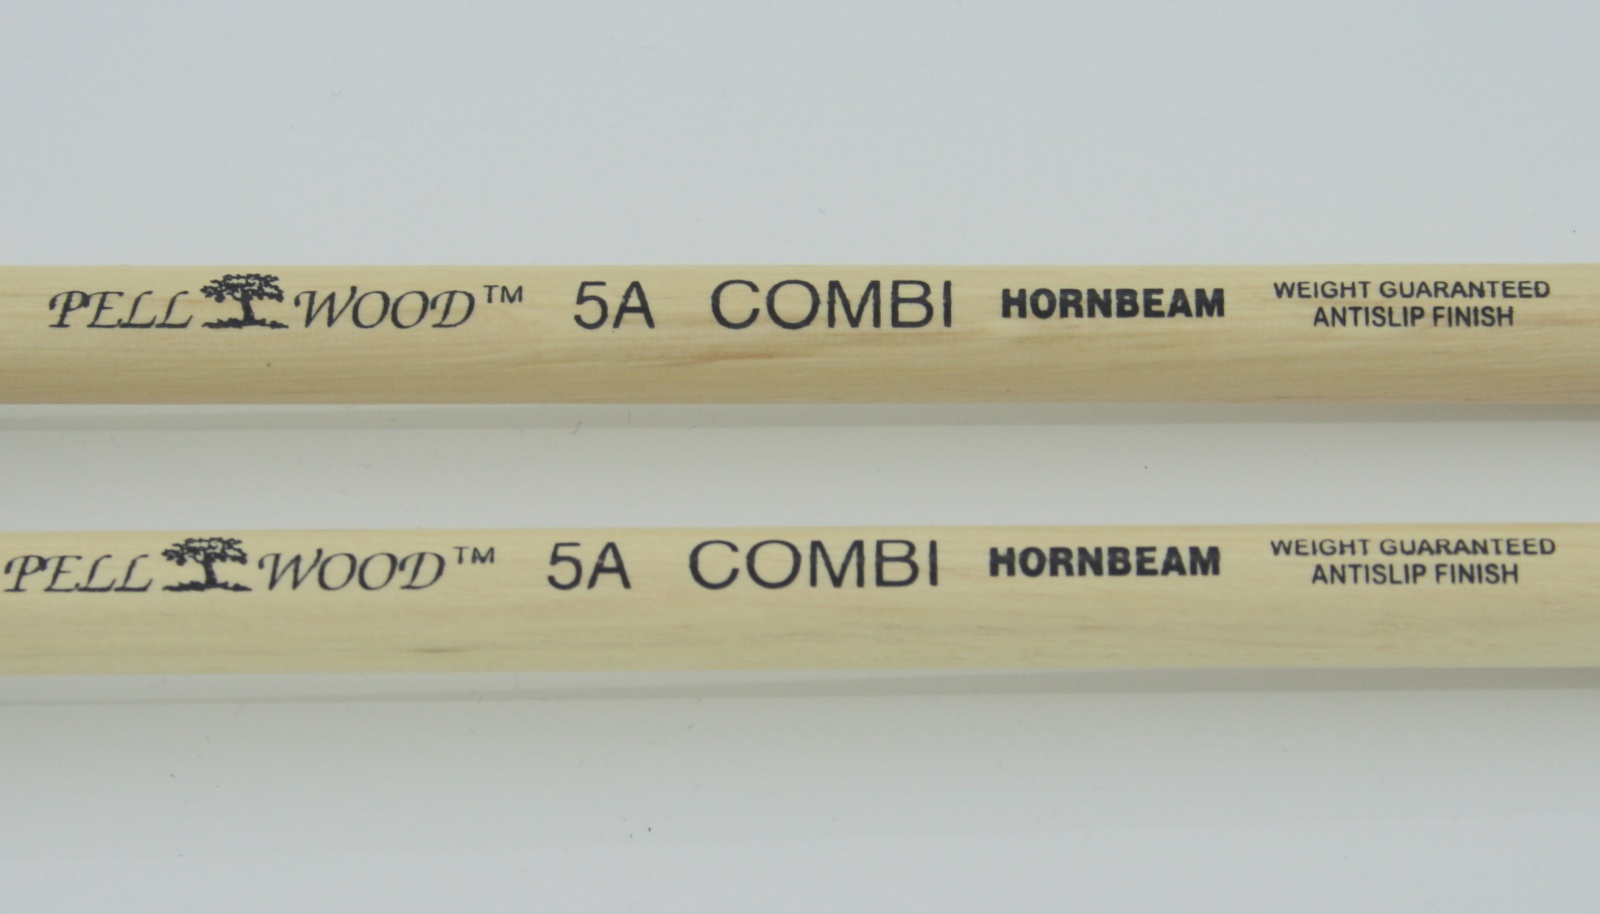 PELL WOOD™ 5A COMBI HORNBEAM WEIGHT GUARANTEED
ANTISLIP FINISH
PELL WOOD™ 5A COMBI HORNBEAM WEIGHT GUARANTEED
ANTISLIP FINISH